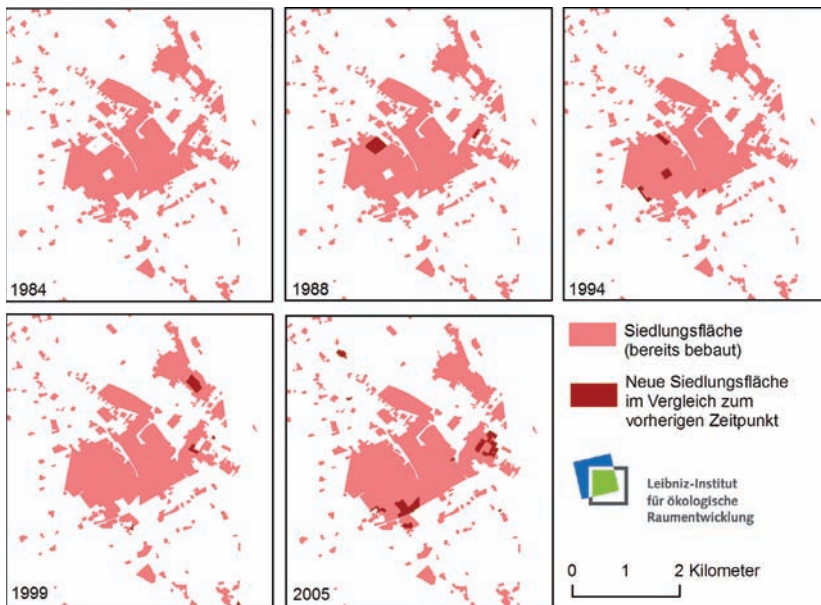 1984
1988
1994
1999
2005
Siedlungsfläche
(bereits bebaut)
Neue Siedlungsfläche
im Vergleich zum
vorherigen Zeitpunkt
Leibniz-Institut
für ökologische
Raumentwicklung
0 1 2 Kilometer